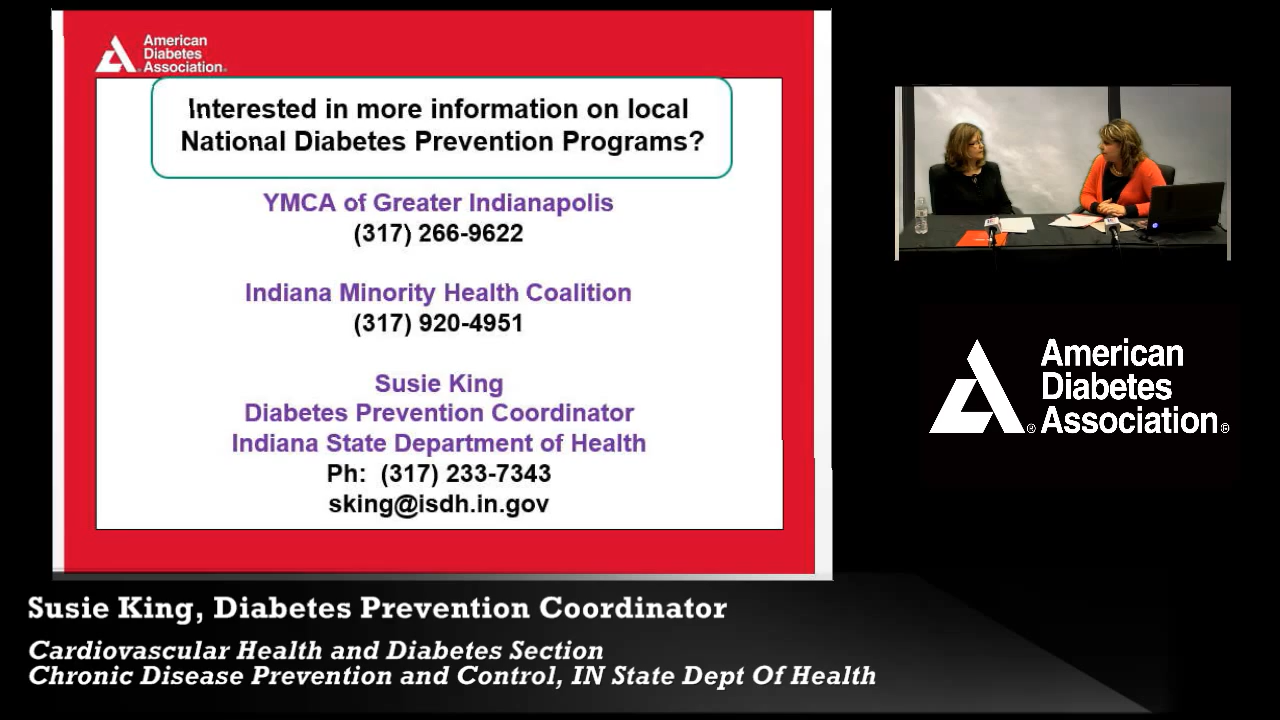 American
Diabetes
Association®
Interested in more information on local
National Diabetes Prevention Programs?
YMCA of Greater Indianapolis
(317) 266-9622
Indiana Minority Health Coalition
(317) 920-4951
Susie King
Diabetes Prevention Coordinator
Indiana State Department of Health
Ph: (317) 233-7343
sking@isdh.in.gov
American
Diabetes
Association®
Susie King, Diabetes Prevention Coordinator
Cardiovascular Health and Diabetes Section
Chronic Disease Prevention and Control, IN State Dept Of Health